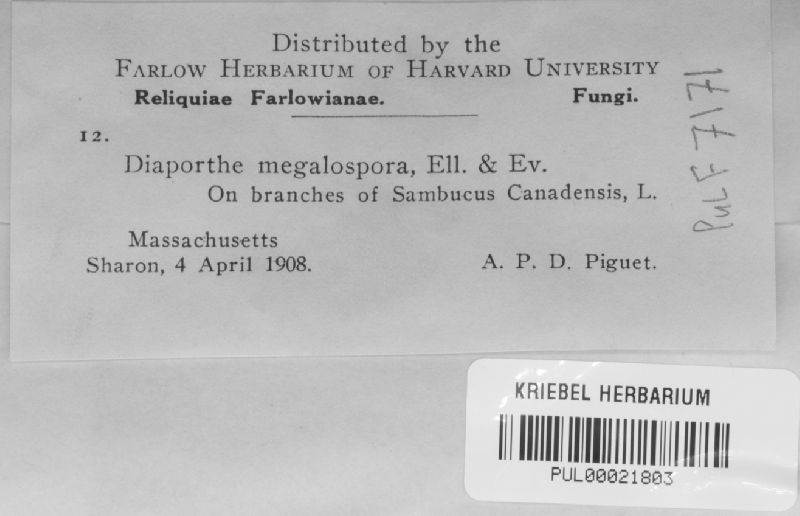 Distributed by the
FARLOW HERBARIUM OF HARVARD UNIVERSITY
Reliquiae Farlowianae. Fungi.
12.
Diaporthe megalospora, Ell. & Ev.
On branches of Sambucus Canadensis, L.
Massachusetts
Sharon, 4 April 1908. A. P. D. Piguet.
PUL F 7171
KRIEBEL HERBARIUM
PUL00021803